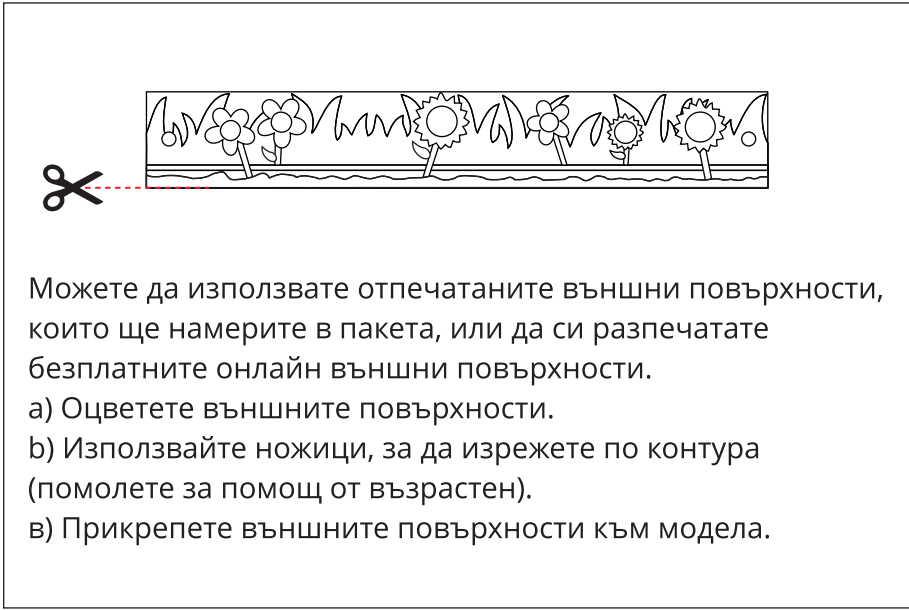 Можете да използвате отпечатаните външни повърхности,
които ще намерите в пакета, или да си разпечатате
безплатните онлайн външни повърхности.
а) Оцветете външните повърхности.
b) Използвайте ножици, за да изрежете по контура
(помолете за помощ от възрастен).
в) Прикрепете външните повърхности към модела.